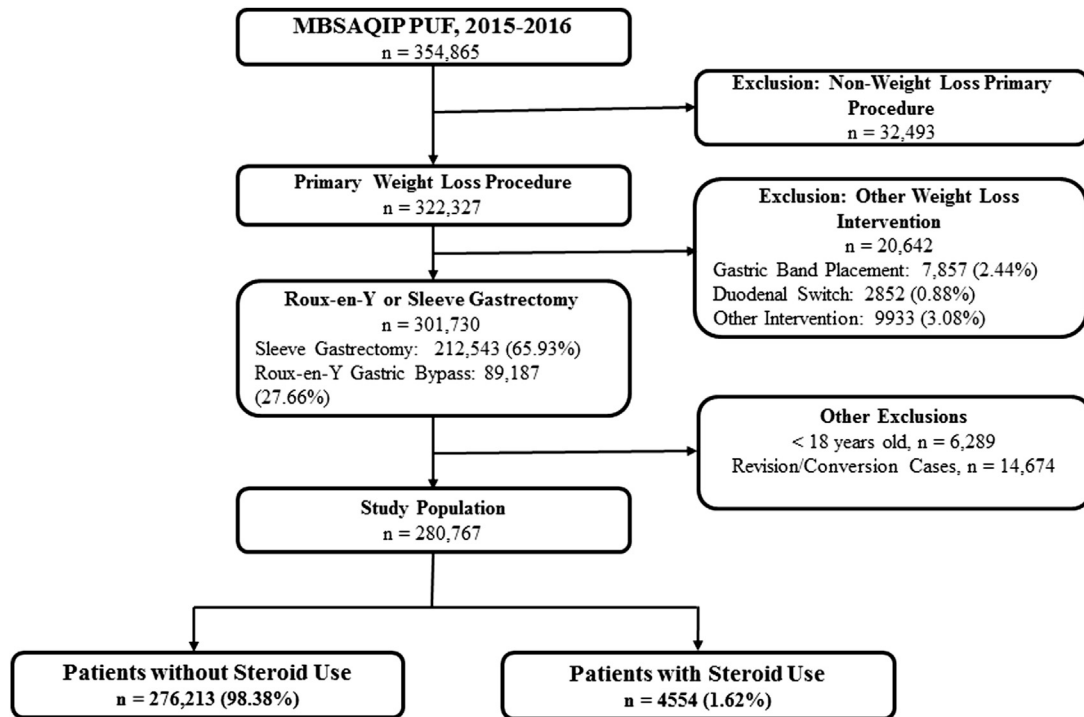 MBSAQIP PUF, 2015-2016
n = 354,865
Exclusion: Non-Weight Loss Primary
Procedure
n = 32,493
Primary Weight Loss Procedure
n = 322,327
Exclusion: Other Weight Loss
Intervention
n = 20,642
Gastric Band Placement: 7,857 (2.44%)
Duodenal Switch: 2852 (0.88%)
Other Intervention: 9933 (3.08%)
Roux-en-Y or Sleeve Gastrectomy
n = 301,730
Sleeve Gastrectomy: 212,543 (65.93%)
Roux-en-Y Gastric Bypass: 89,187
(27.66%)
Other Exclusions
< 18 years old, n = 6,289
Revision/Conversion Cases, n = 14,674
Study Population
n = 280,767
Patients without Steroid Use
n = 276,213 (98.38%)
Patients with Steroid Use
n = 4554 (1.62%)